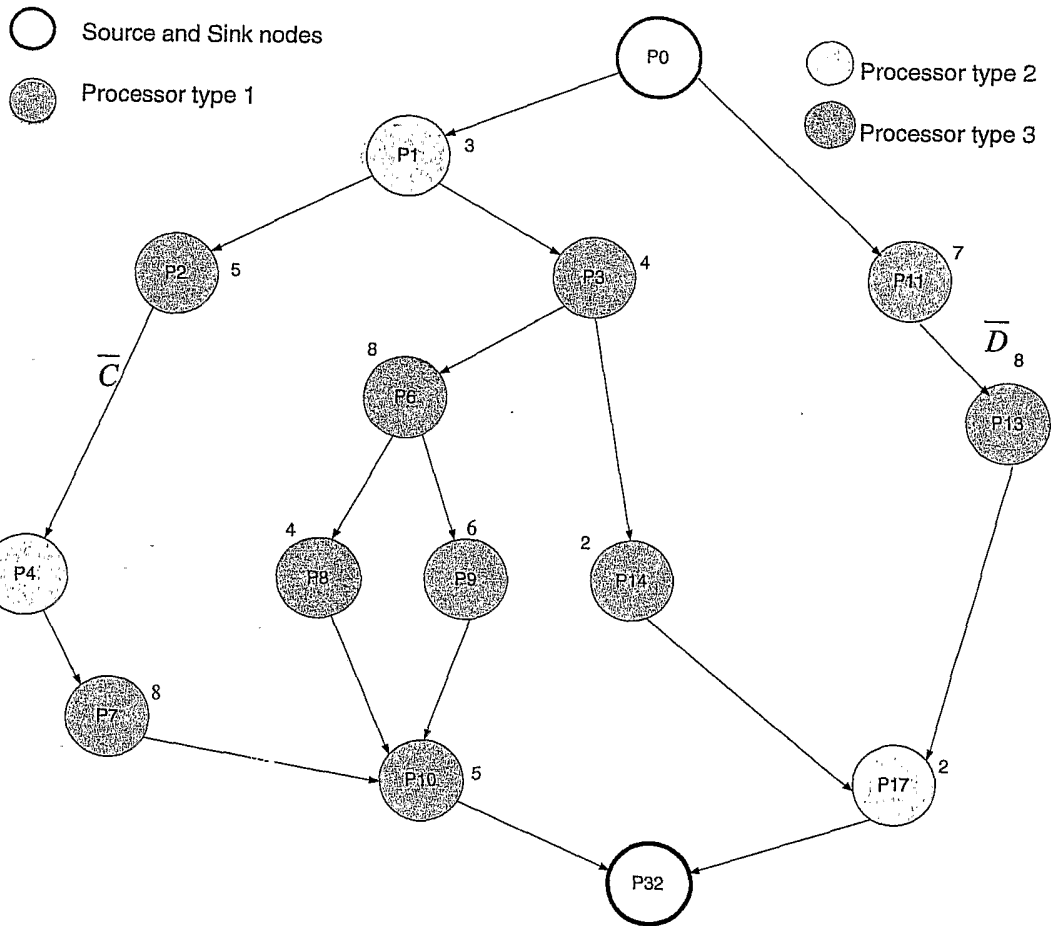 Source and Sink nodes
Processor type 1
P0
Processor type 2
Processor type 3
P1
3
P2
5
P3
4
P11
7
C
D
8
P6
8
P13
P4
P8
4
P9
6
P14
2
P7
8
P10
5
P17
2
P32